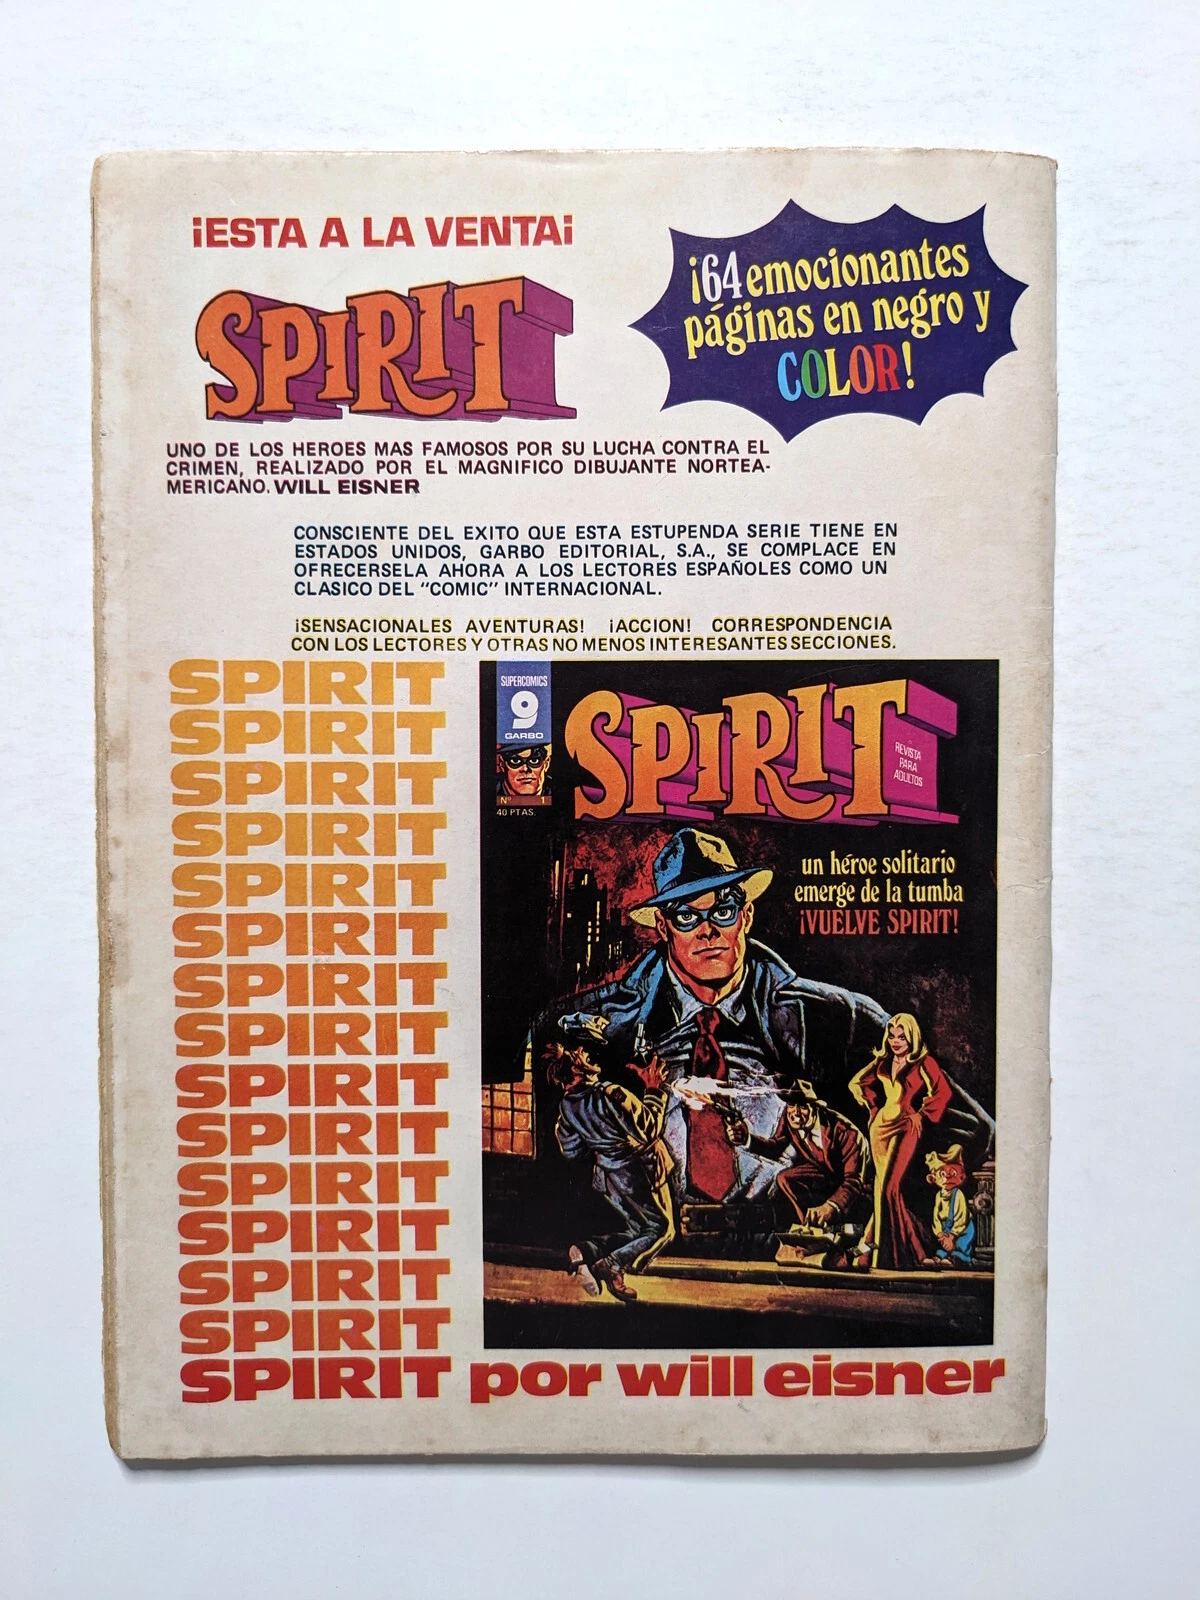 ¡ESTA A LA VENTA¡
SPIRIT
¡64 emocionantes
páginas en negro y
COLOR!
UNO DE LOS HEROES MAS FAMOSOS POR SU LUCHA CONTRA EL
CRIMEN, REALIZADO POR EL MAGNIFICO DIBUJANTE NORTEA-
MERICANO. WILL EISNER
CONSCIENTE DEL EXITO QUE ESTA ESTUPENDA SERIE TIENE EN
ESTADOS UNIDOS, GARBO EDITORIAL, S.A., SE COMPLACE EN
OFRECERSELA AHORA A LOS LECTORES ESPAÑOLES COMO UN
CLASICO DEL "COMIC" INTERNACIONAL.
¡SENSACIONALES AVENTURAS! ¡ACCION! CORRESPONDENCIA
CON LOS LECTORES Y OTRAS NO MENOS INTERESANTES SECCIONES.
SPIRIT
SPIRIT
SPIRIT
SPIRIT
SPIRIT
SPIRIT
SPIRIT
SPIRIT
SPIRIT
SPIRIT
SPIRIT
SPIRIT
SPIRIT
SPIRIT
SUPERCOMICS
g
GARBO
Nº 1
40 PTAS.
SPIRIT
REVISTA
PARA
ADULTOS
un héroe solitario
emerge de la tumba
¡VUELVE SPIRIT!
SPIRIT por will eisner